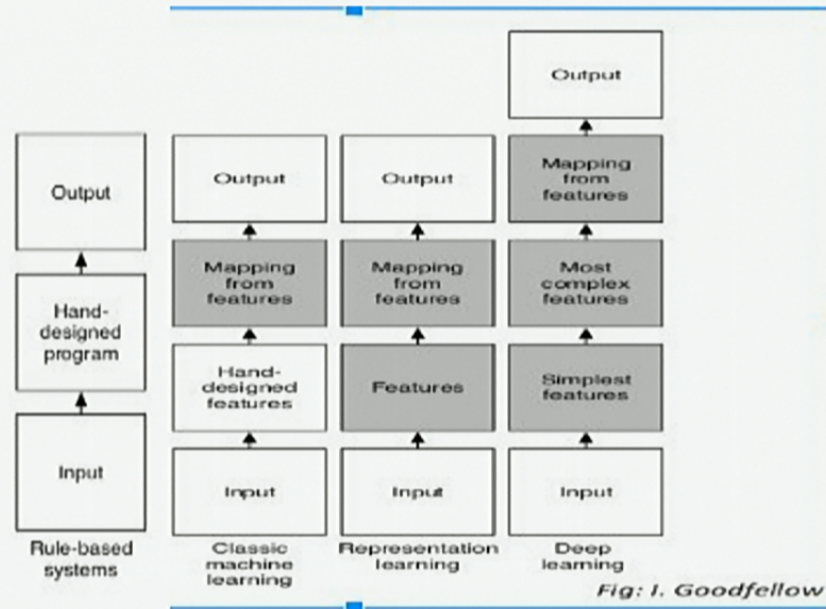 Output
Hand-
designed
program
Input
Rule-based
systems
Output
Mapping
from
features
Hand-
designed
features
Input
Classic
machine
learning
Output
Mapping
from
features
Features
Input
Representation
learning
Output
Mapping
from
features
Most
complex
features
Simplest
features
Input
Deep
learning
Fig: I. Goodfellow